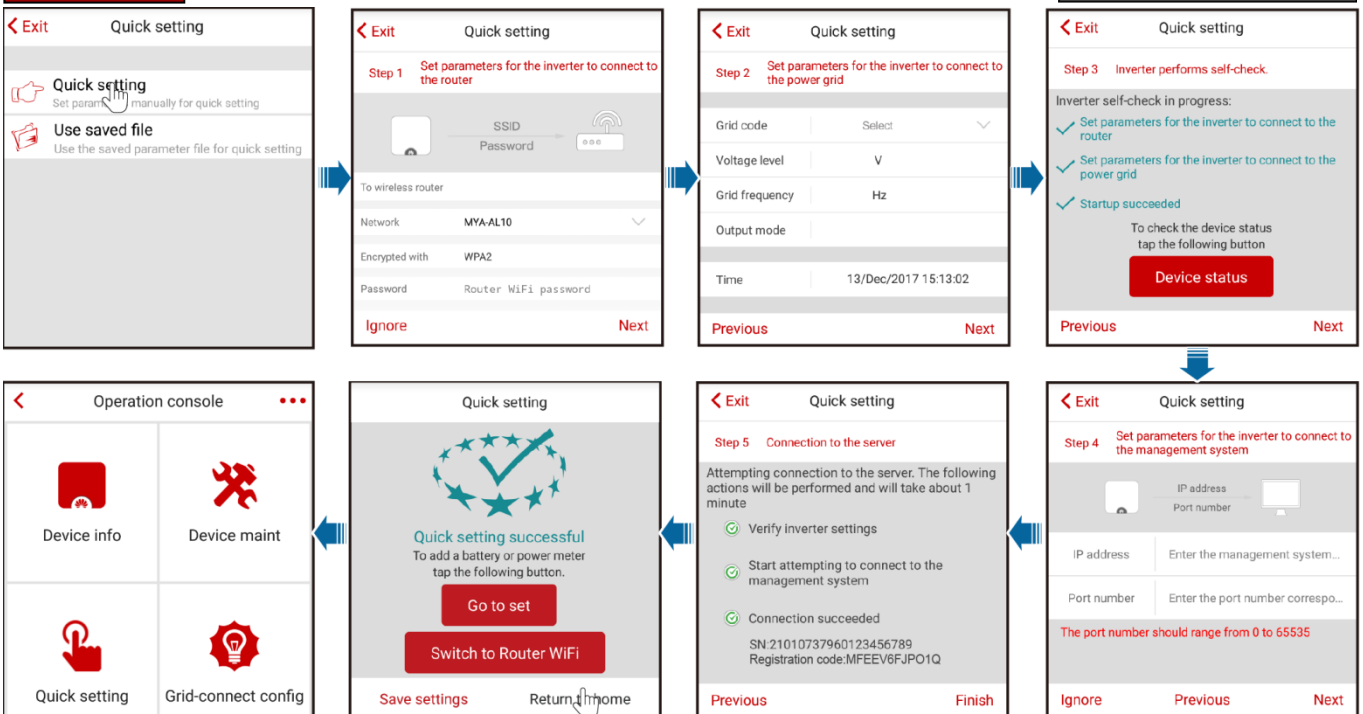 Exit Quick setting
Quick setting
Set manually for quick setting
Use saved file
Use the saved parameter file for quick setting
Exit Quick setting
Step 1 Set parameters for the inverter to connect to
the router
SSID
Password
To wireless router
Network MYA-AL10
Encrypted with WPA2
Password Router WiFi password
Ignore Next
Exit Quick setting
Step 2 Set parameters for the inverter to connect to
the power grid
Grid code Select
Voltage level V
Grid frequency Hz
Output mode
Time 13/Dec/2017 15:13:02
Previous Next
Exit Quick setting
Step 3 Inverter performs self-check.
Inverter self-check in progress:
Set parameters for the inverter to connect to the
router
Set parameters for the inverter to connect to the
power grid
Startup succeeded
To check the device status
tap the following button
Device status
Previous Next
Exit Quick setting
Step 4 Set parameters for the inverter to connect to
the management system
IP address
Port number
IP address Enter the management system...
Port number Enter the port number correspo...
The port number should range from 0 to 65535
Ignore Previous Next
Exit Quick setting
Step 5 Connection to the server
Attempting connection to the server. The following
actions will be performed and will take about 1
minute
Verify inverter settings
Start attempting to connect to the
management system
Connection succeeded
SN:21010737960123456789
Registration code:MFEEV6FJPO1Q
Previous Finish
Quick setting
Quick setting successful
To add a battery or power meter
tap the following button.
Go to set
Switch to Router WiFi
Save settings Return home
Operation console
Device info Device maint
Quick setting Grid-connect config